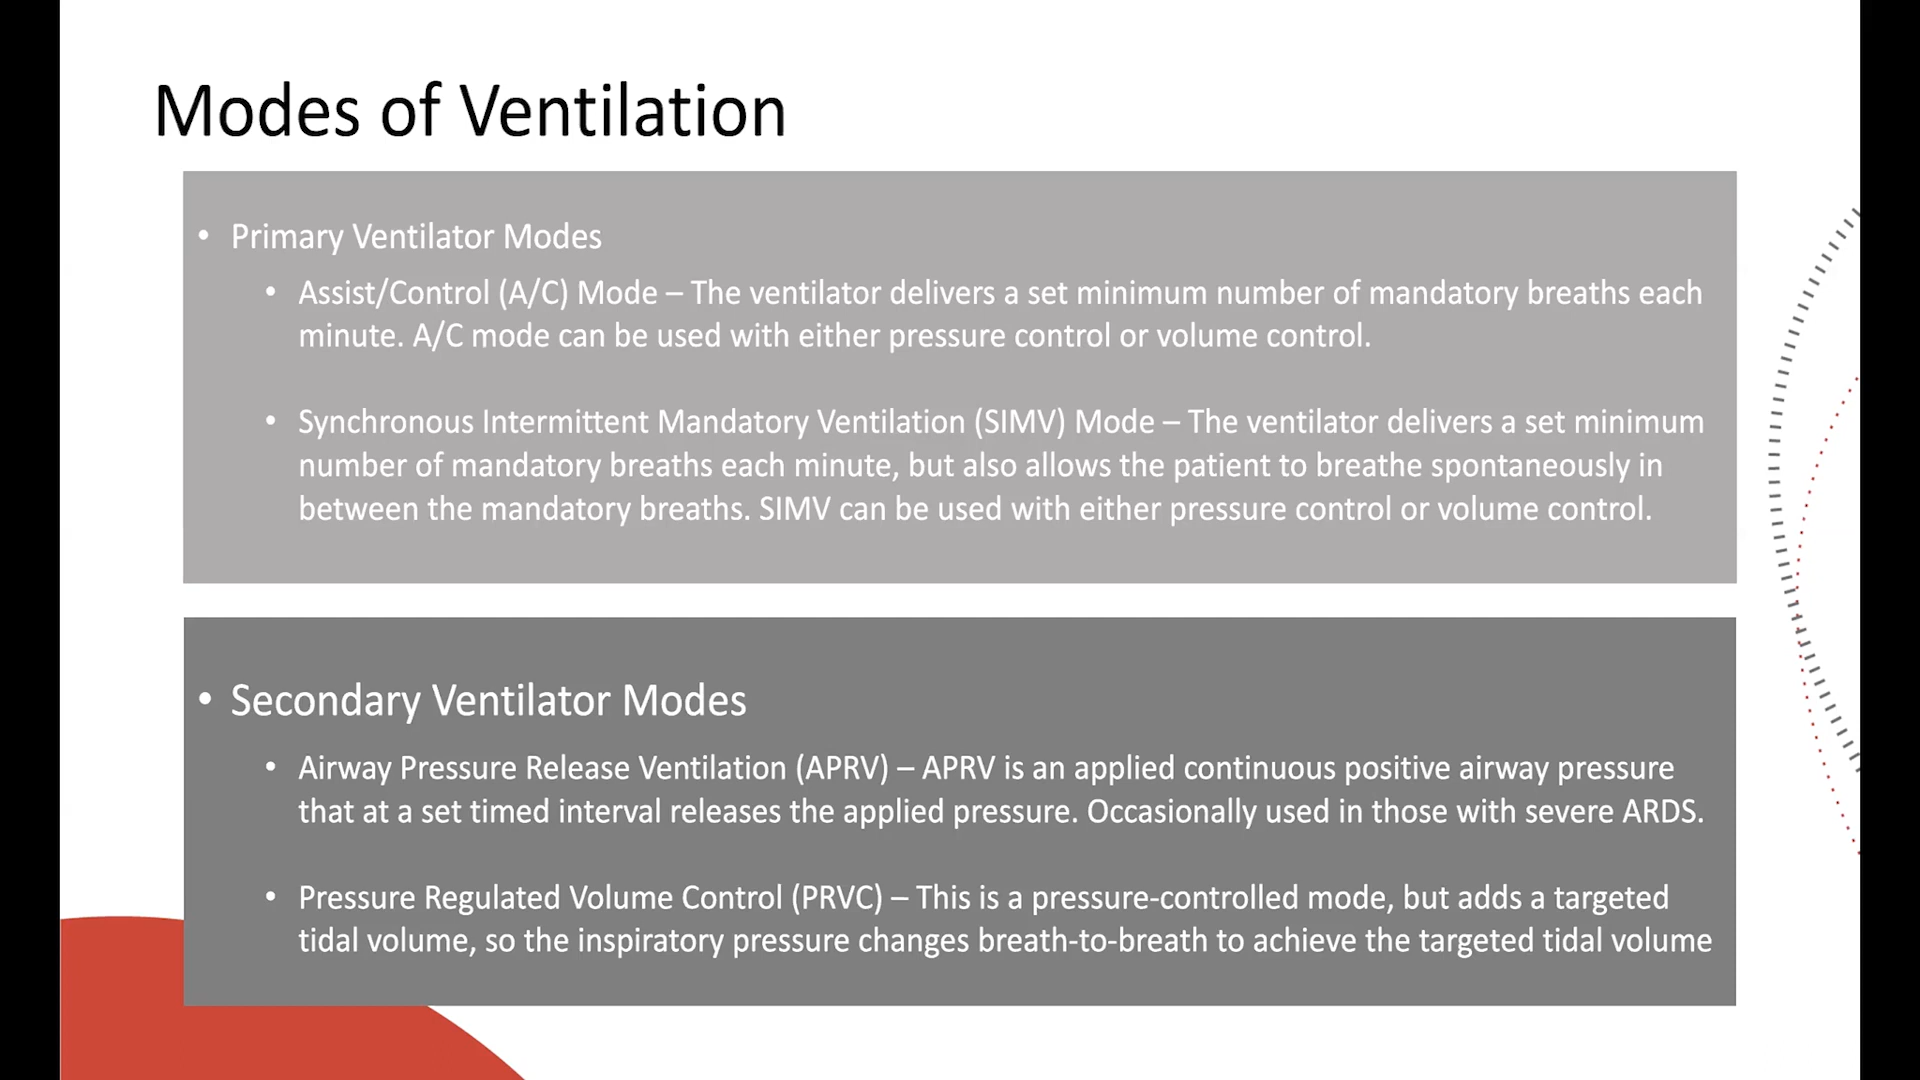 Modes of Ventilation
• Primary Ventilator Modes
• Assist/Control (A/C) Mode – The ventilator delivers a set minimum number of mandatory breaths each
minute. A/C mode can be used with either pressure control or volume control.
• Synchronous Intermittent Mandatory Ventilation (SIMV) Mode – The ventilator delivers a set minimum
number of mandatory breaths each minute, but also allows the patient to breathe spontaneously in
between the mandatory breaths. SIMV can be used with either pressure control or volume control.
• Secondary Ventilator Modes
• Airway Pressure Release Ventilation (APRV) – APRV is an applied continuous positive airway pressure
that at a set timed interval releases the applied pressure. Occasionally used in those with severe ARDS.
• Pressure Regulated Volume Control (PRVC) – This is a pressure-controlled mode, but adds a targeted
tidal volume, so the inspiratory pressure changes breath-to-breath to achieve the targeted tidal volume